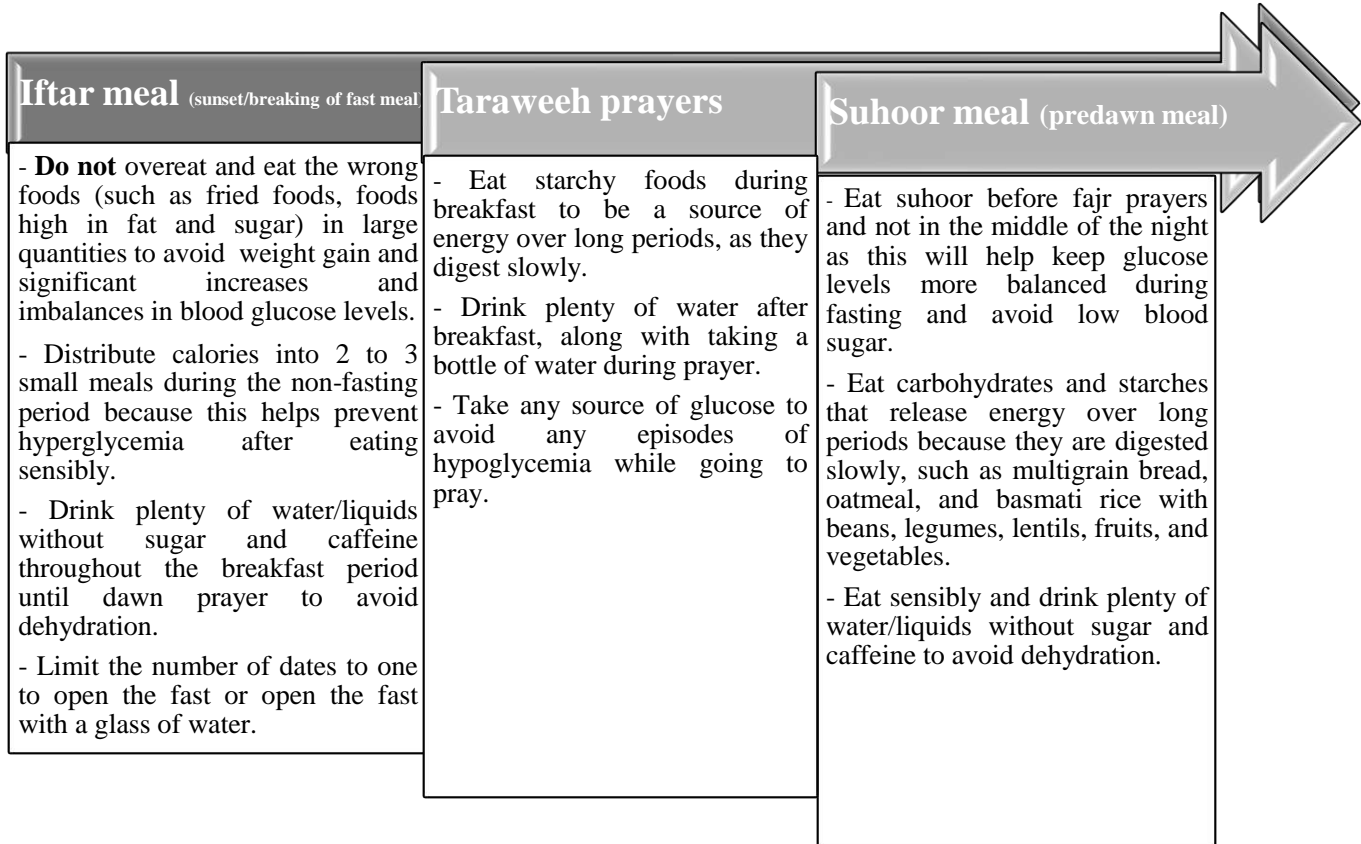 Iftar meal (sunset/breaking of fast meal)
- Do not overeat and eat the wrong
foods (such as fried foods, foods
high in fat and sugar) in large
quantities to avoid weight gain and
significant increases and
imbalances in blood glucose levels.
- Distribute calories into 2 to 3
small meals during the non-fasting
period because this helps prevent
hyperglycemia after eating
sensibly.
- Drink plenty of water/liquids
without sugar and caffeine
throughout the breakfast period
until dawn prayer to avoid
dehydration.
- Limit the number of dates to one
to open the fast or open the fast
with a glass of water.
Taraweeh prayers
- Eat starchy foods during
breakfast to be a source of
energy over long periods, as they
digest slowly.
- Drink plenty of water after
breakfast, along with taking a
bottle of water during prayer.
- Take any source of glucose to
avoid any episodes of
hypoglycemia while going to
pray.
Suhoor meal (predawn meal)
- Eat suhoor before fajr prayers
and not in the middle of the night
as this will help keep glucose
levels more balanced during
fasting and avoid low blood
sugar.
- Eat carbohydrates and starches
that release energy over long
periods because they are digested
slowly, such as multigrain bread,
oatmeal, and basmati rice with
beans, legumes, lentils, fruits, and
vegetables.
- Eat sensibly and drink plenty of
water/liquids without sugar and
caffeine to avoid dehydration.